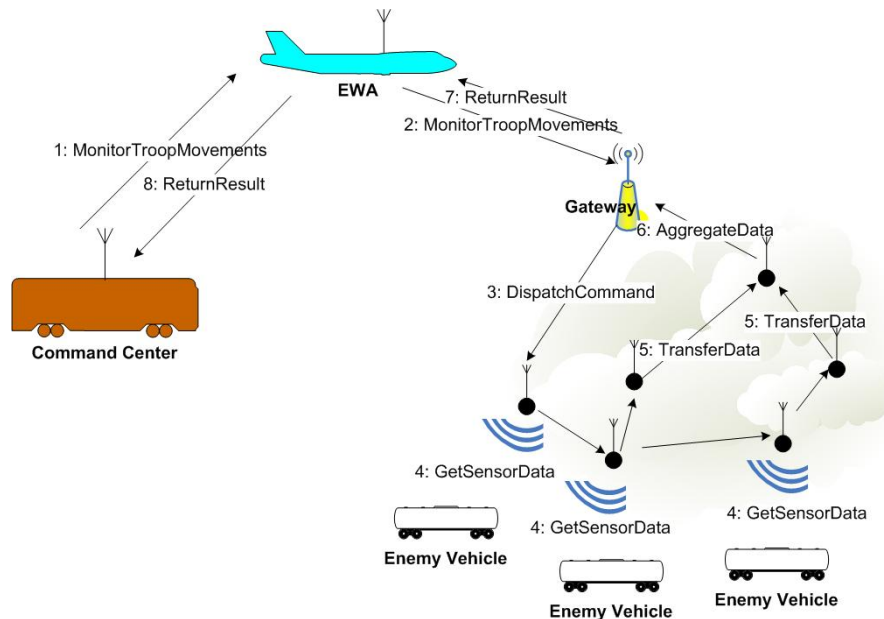 EWA
7: ReturnResult
2: MonitorTroopMovements
1: MonitorTroopMovements
8: ReturnResult
Gateway
6: AggregateData
3: DispatchCommand
5: TransferData
Command Center
5: TransferData
4: GetSensorData
4: GetSensorData
4: GetSensorData
Enemy Vehicle
Enemy Vehicle
Enemy Vehicle